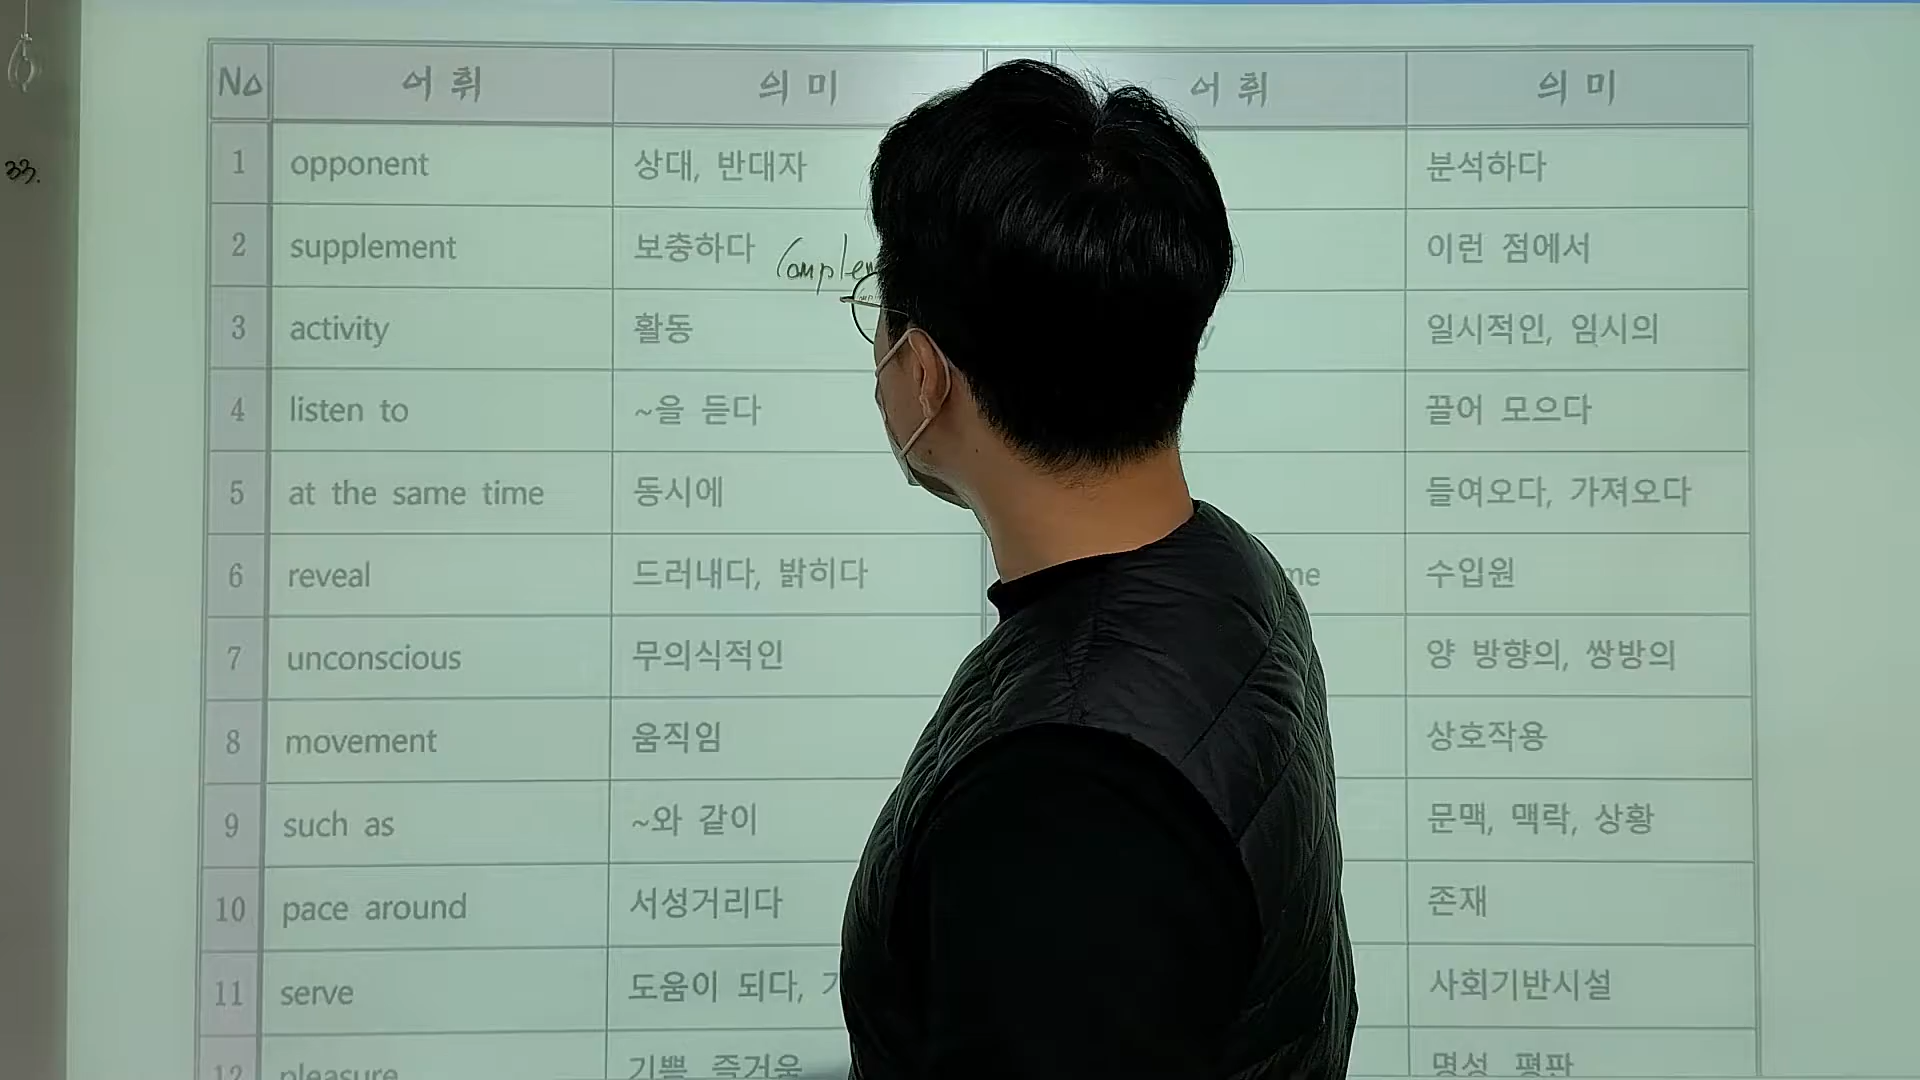 No 어 휘 의 미 어 휘 의 미
33.
1 opponent 상대, 반대자 분석하다
2 supplement 보충하다 이런 점에서
3 activity 활동 일시적인, 임시의
4 listen to ~을 듣다 끌어 모으다
5 at the same time 동시에 들여오다, 가져오다
6 reveal 드러내다, 밝히다 수입원
7 unconscious 무의식적인 양 방향의, 쌍방의
8 movement 움직임 상호작용
9 such as ~와 같이 문맥, 맥락, 상황
10 pace around 서성거리다 존재
11 serve 도움이 되다, 사회기반시설
12 pleasure 기쁨 즐거움 명성 평판